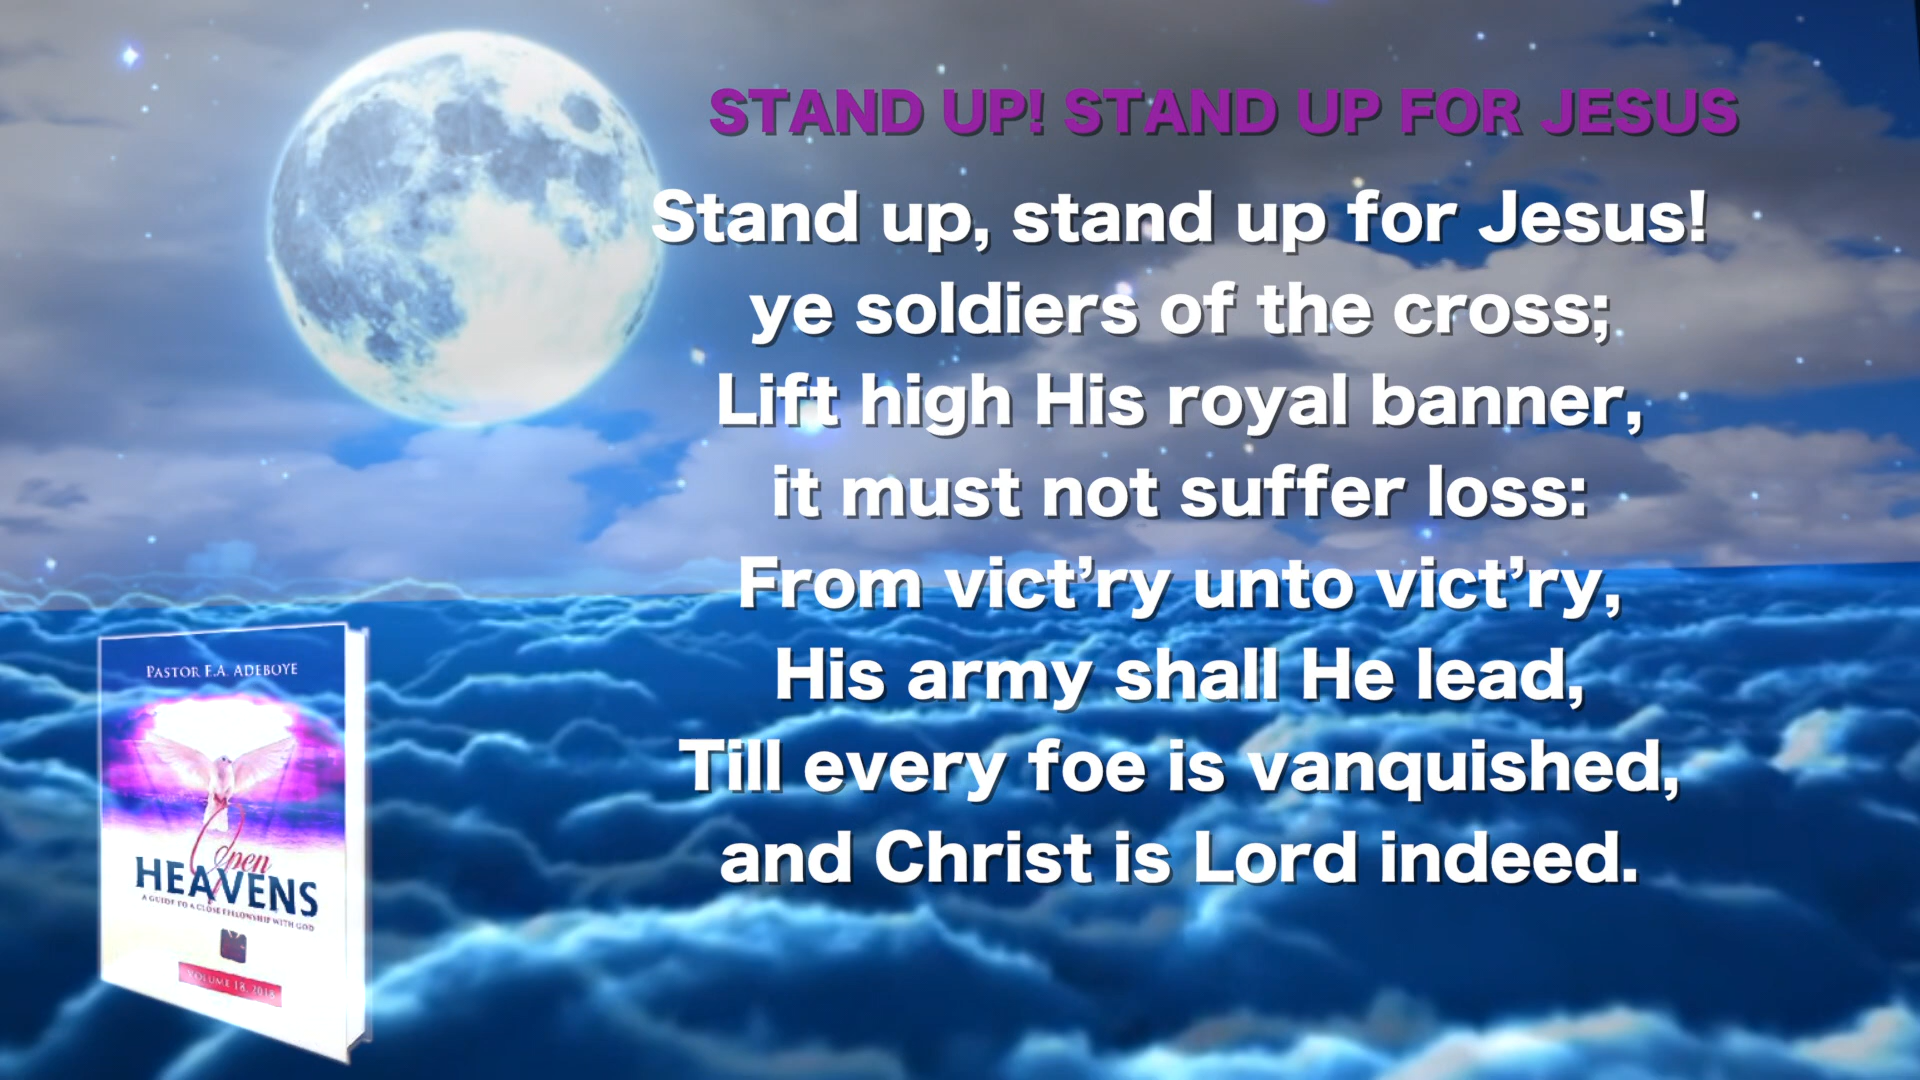 STAND UP! STAND UP FOR JESUS
Stand up, stand up for Jesus!
ye soldiers of the cross;
Lift high His royal banner,
it must not suffer loss:
From vict’ry unto vict’ry,
His army shall He lead,
Till every foe is vanquished,
and Christ is Lord indeed.
PASTOR E.A. ADEBOYE
Open
HEAVENS
A GUIDE TO A CLOSE FELLOWSHIP WITH GOD
VOLUME 18, 2018